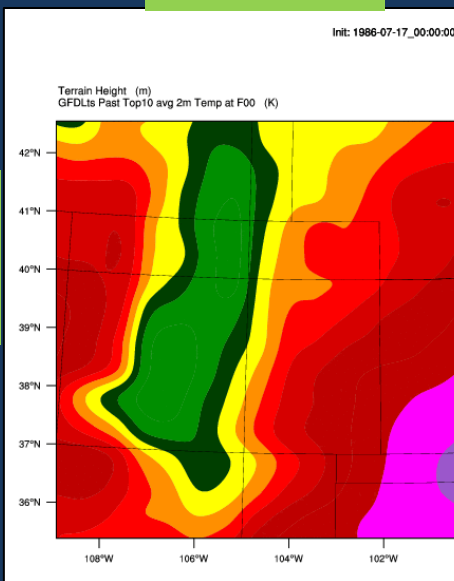 Init: 1986-07-17_00:00:00
Terrain Height (m)
GFDLts Past Top10 avg 2m Temp at F00 (K)
42°N
41°N
40°N
39°N
38°N
37°N
36°N
108°W
106°W
104°W
102°W